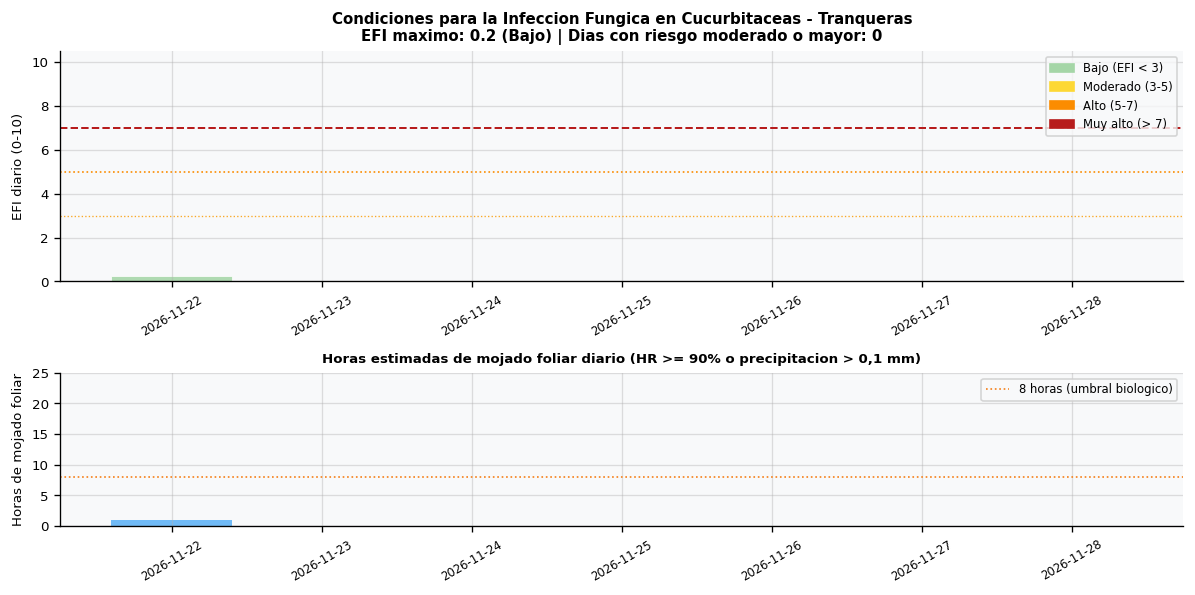 Condiciones para la Infeccion Fungica en Cucurbitaceas - Tranqueras
EFI maximo: 0.2 (Bajo) | Dias con riesgo moderado o mayor: 0
EFI diario (0-10)
10
8
6
4
2
0
Bajo (EFI < 3)
Moderado (3-5)
Alto (5-7)
Muy alto (> 7)
2026-11-22
2026-11-23
2026-11-24
2026-11-25
2026-11-26
2026-11-27
2026-11-28
Horas estimadas de mojado foliar diario (HR >= 90% o precipitacion > 0,1 mm)
Horas de mojado foliar
25
20
15
10
5
0
8 horas (umbral biologico)
2026-11-22
2026-11-23
2026-11-24
2026-11-25
2026-11-26
2026-11-27
2026-11-28